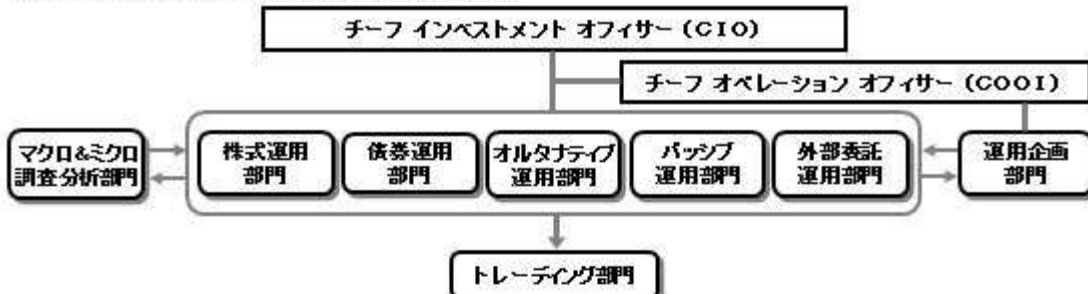 チーフ インベストメント オフィサー (CIO)
チーフ オペレーション オフィサー (COOI)
マクロ&ミクロ
調査分析部門
株式運用
部門
債券運用
部門
オルタナティブ
運用部門
パッシブ
運用部門
外部委託
運用部門
運用企画
部門
トレーディング部門